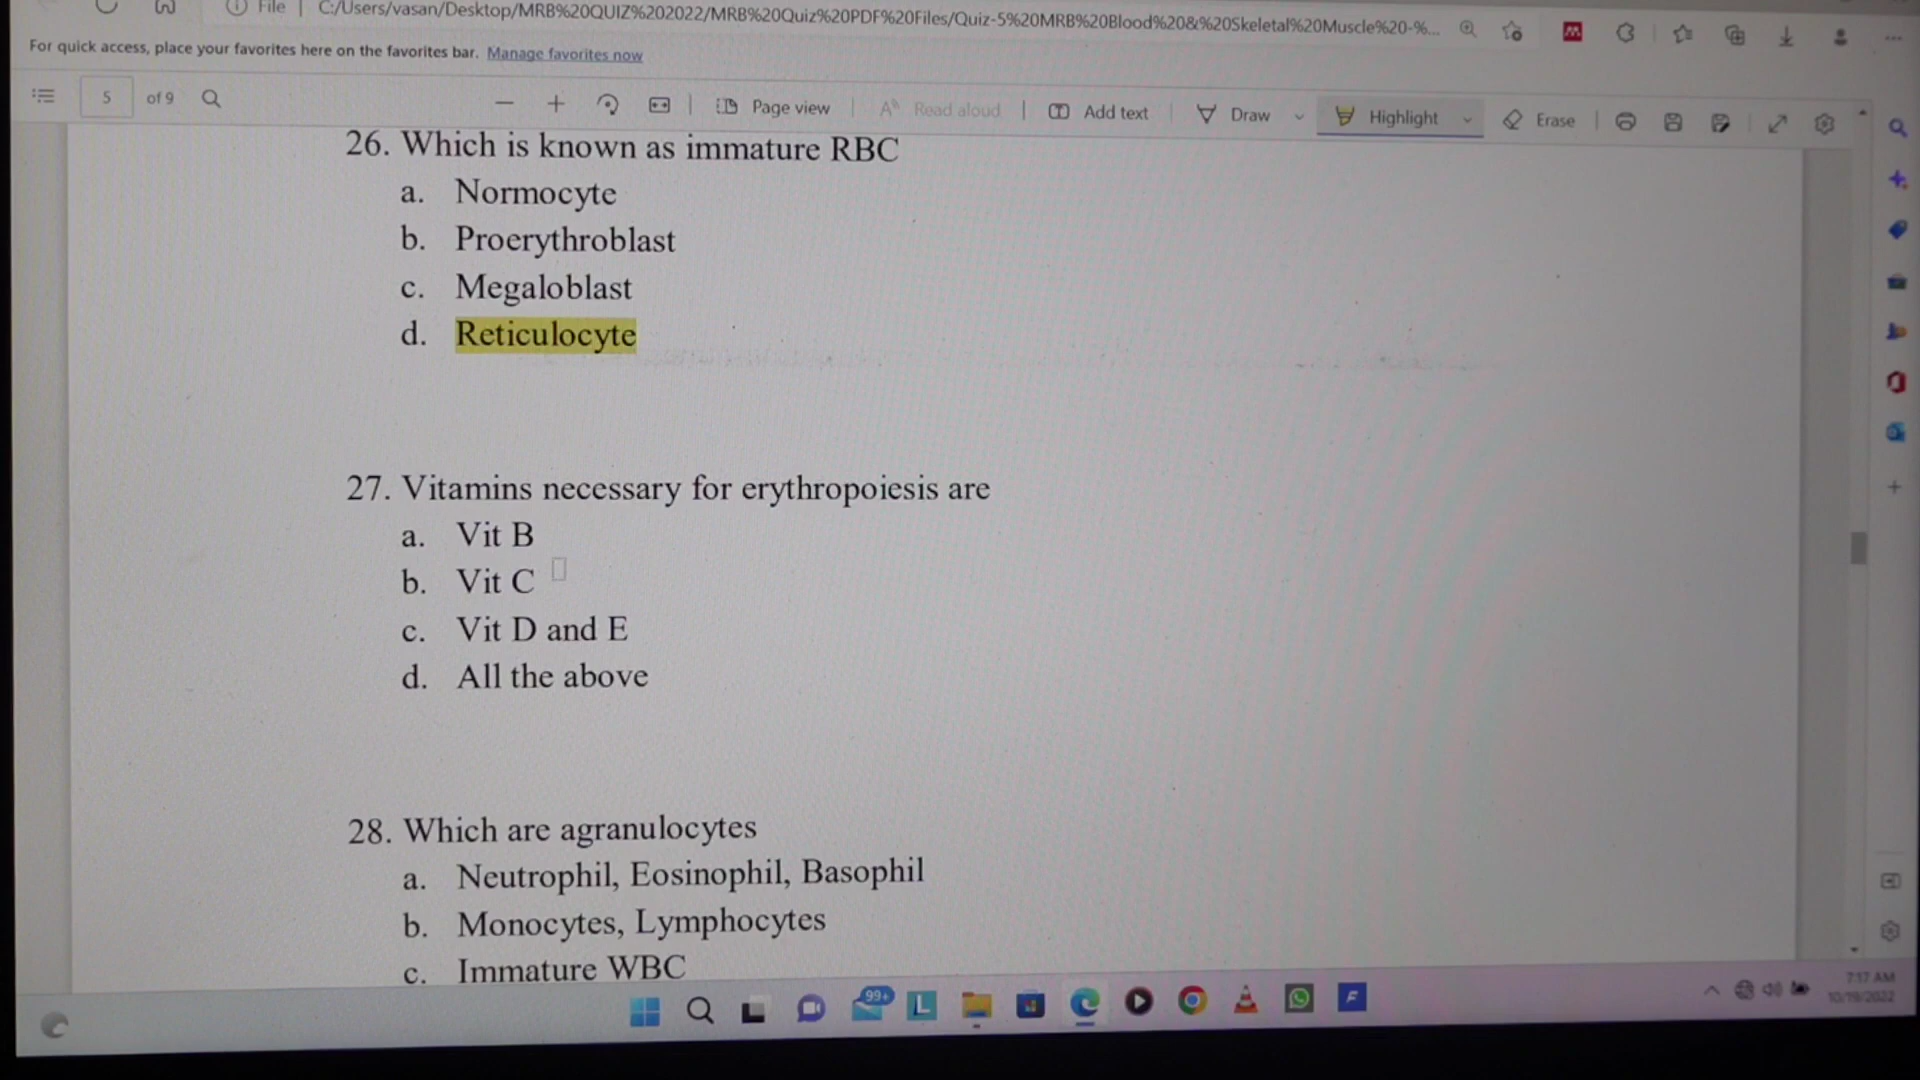 File
C:/Users/vasan/Desktop/MRB%20QUIZ%202022/MRB%20Quiz%20PDF%20Files/Quiz-5%20MRB%20Blood%20&%20Skeletal%20Muscle%20-%...
For quick access, place your favorites here on the favorites bar. Manage favorites now
5 of 9 Page view Read aloud Add text Draw Highlight Erase
26. Which is known as immature RBC
a. Normocyte
b. Proerythroblast
c. Megaloblast
d. Reticulocyte
27. Vitamins necessary for erythropoiesis are
a. Vit B
b. Vit C
c. Vit D and E
d. All the above
28. Which are agranulocytes
a. Neutrophil, Eosinophil, Basophil
b. Monocytes, Lymphocytes
c. Immature WBC
99+
7:17 AM